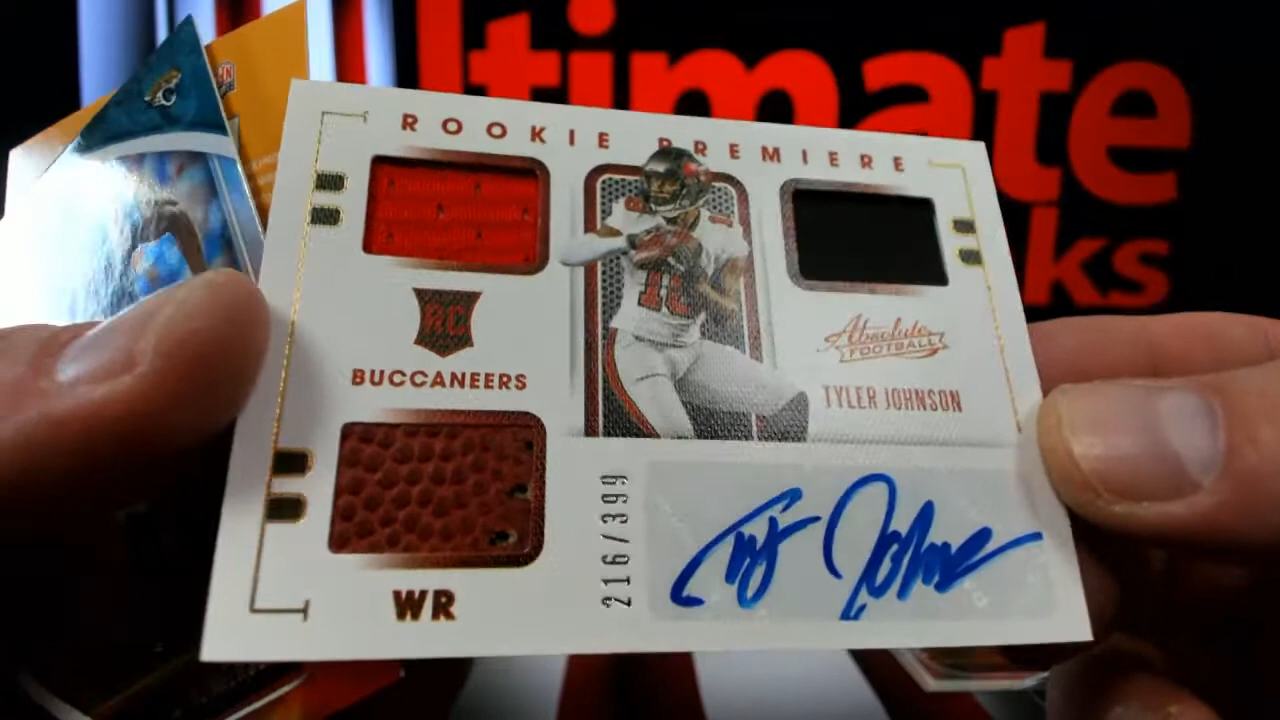 ltimate
ks
ROOKIE PREMIERE
RC
BUCCANEERS
Absolute
FOOTBALL
TYLER JOHNSON
216/399
WR